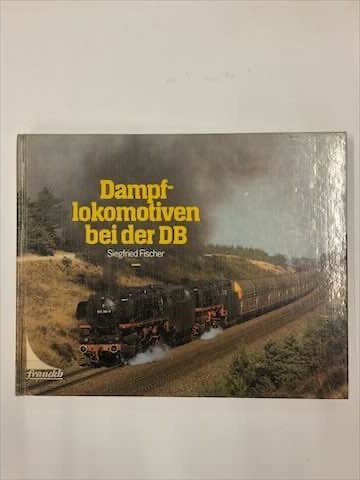 Dampf-
lokomotiven
bei der DB
Siegfried Fischer
franckh